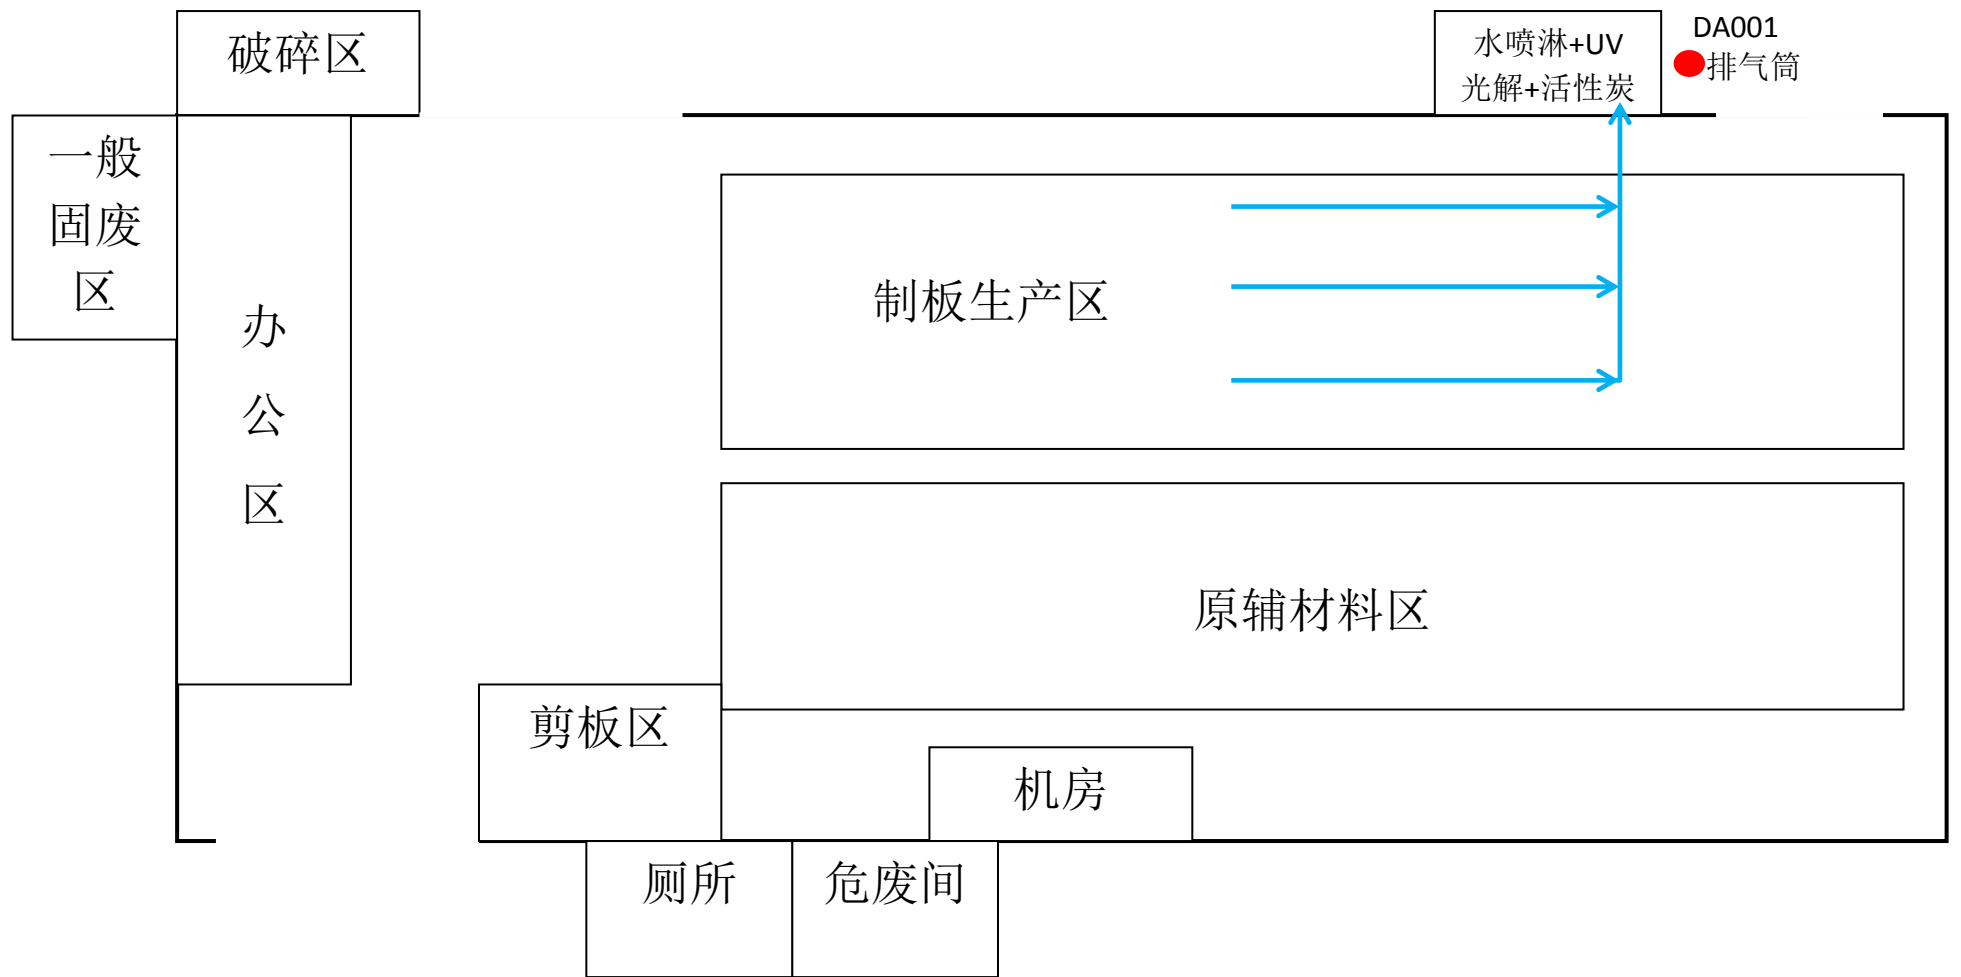 破碎区
水喷淋+UV
光解+活性炭
DA001
排气筒
一般
固废
区
办
公
区
制板生产区
原辅材料区
剪板区
机房
厕所
危废间